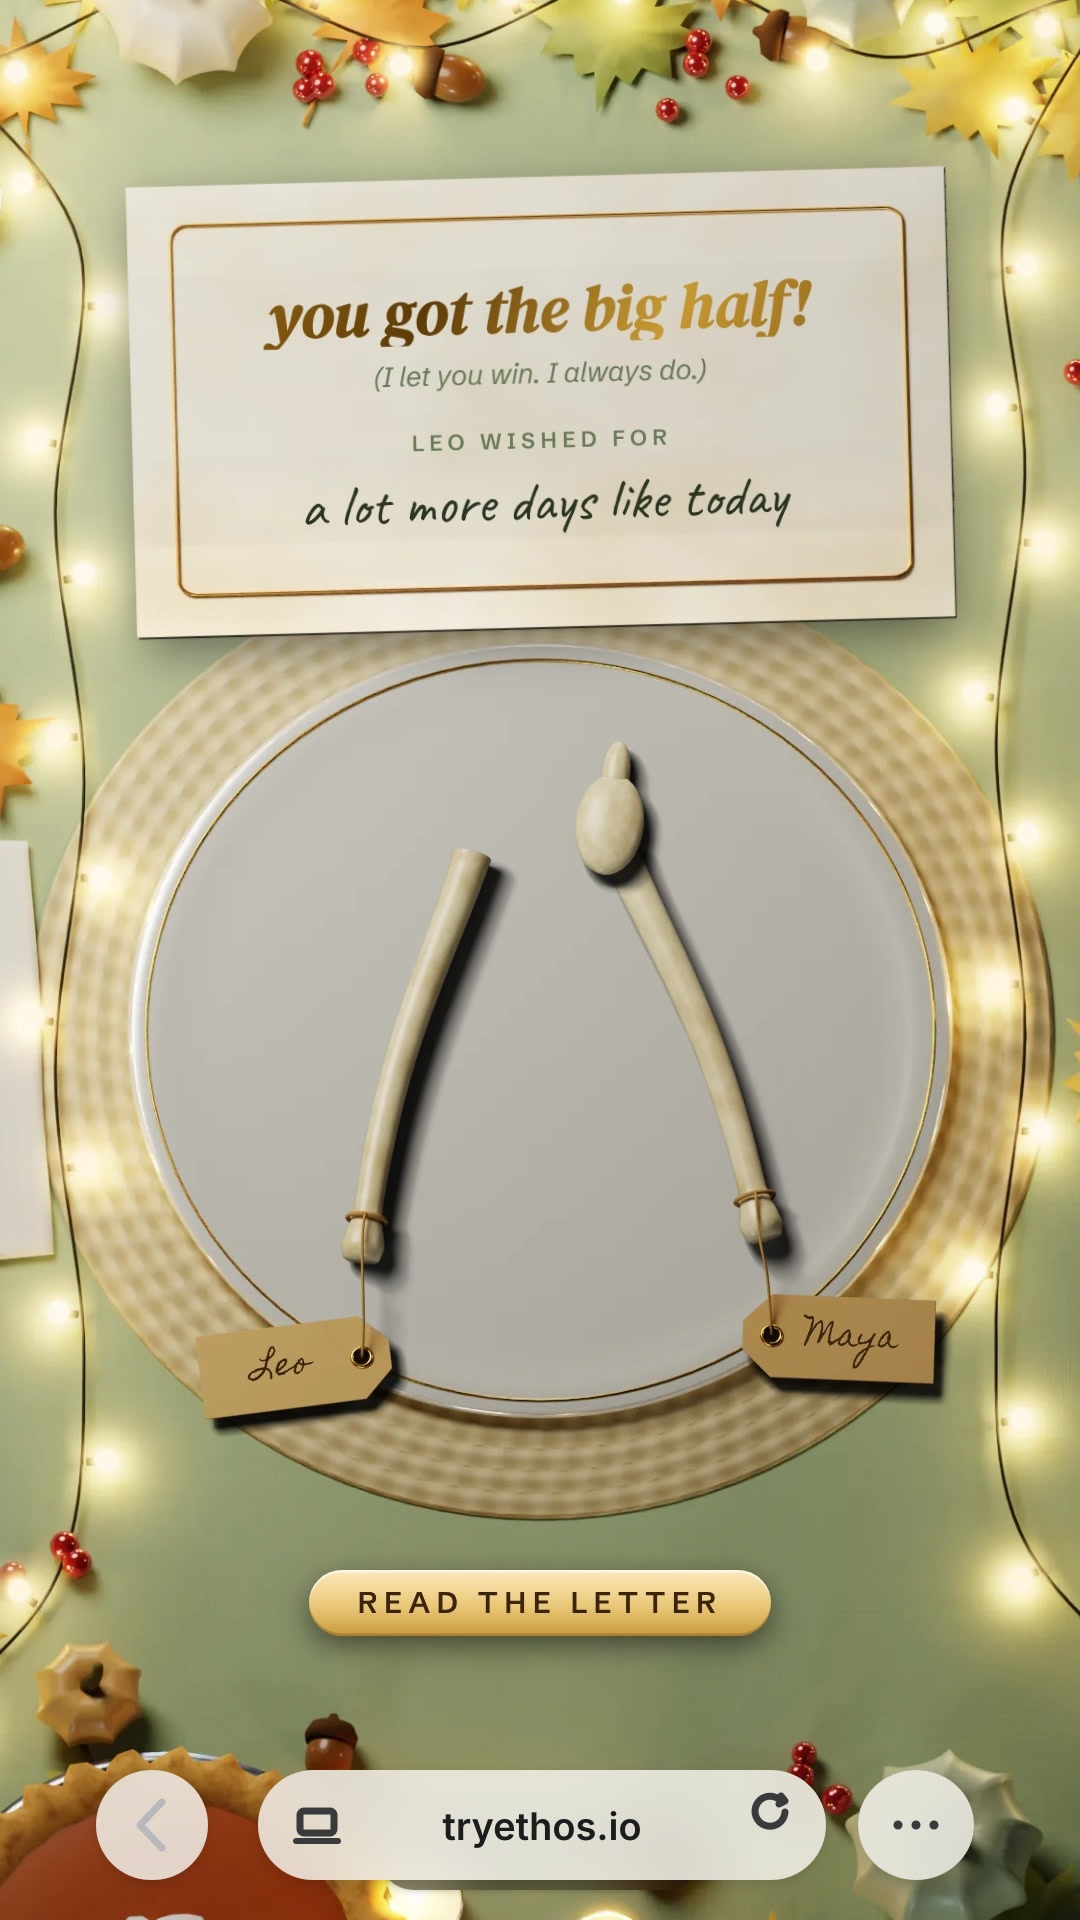 you got the big half!
(I let you win. I always do.)
LEO WISHED FOR
a lot more days like today
Leo
Maya
READ THE LETTER
tryethos.io